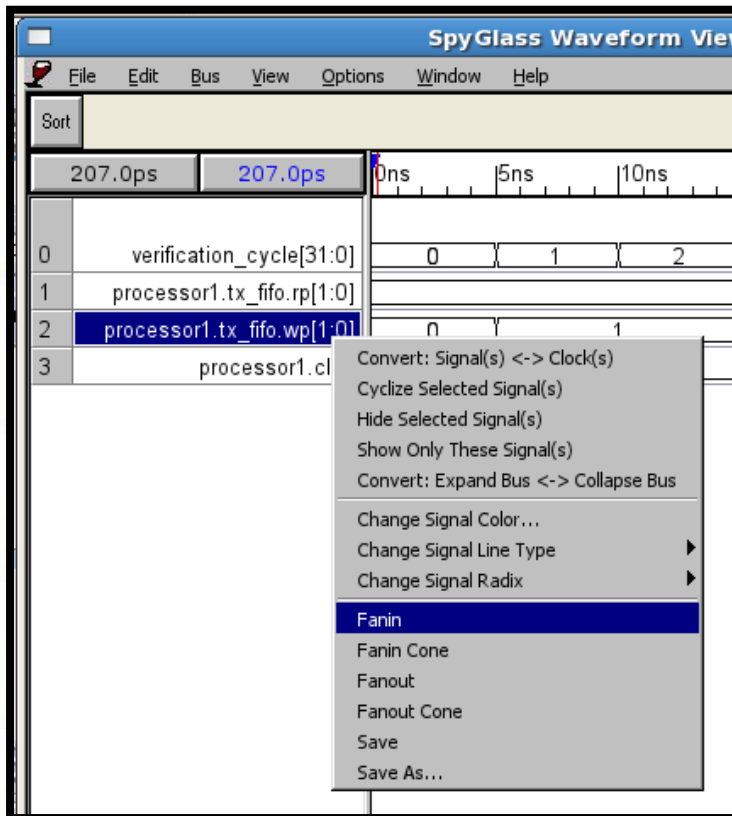 SpyGlass Waveform Vie
File Edit Bus View Options Window Help
Sort
207.0ps 207.0ps 0ns 5ns 10ns
0 verification_cycle[31:0] 0 1 2
1 processor1.tx_fifo.rp[1:0]
2 processor1.tx_fifo.wp[1:0] 0 1
3 processor1.cl
Convert: Signal(s) <-> Clock(s)
Cyclize Selected Signal(s)
Hide Selected Signal(s)
Show Only These Signal(s)
Convert: Expand Bus <-> Collapse Bus
Change Signal Color...
Change Signal Line Type
Change Signal Radix
Fanin
Fanin Cone
Fanout
Fanout Cone
Save
Save As...